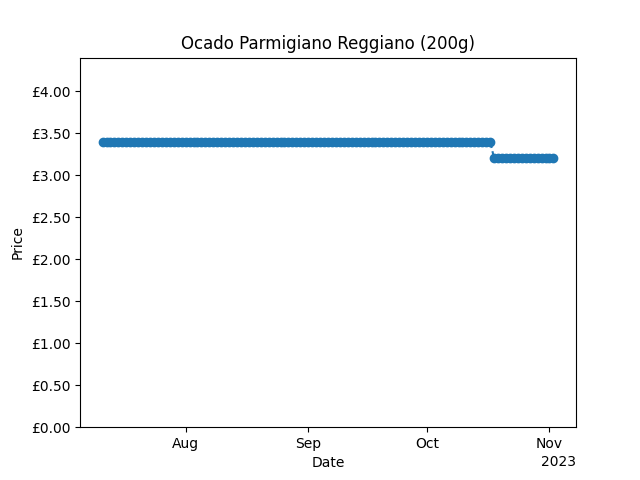 Ocado Parmigiano Reggiano (200g)
£4.00
£3.50
£3.00
£2.50
£2.00
£1.50
£1.00
£0.50
£0.00
Price
Aug Sep Oct Nov
Date
2023